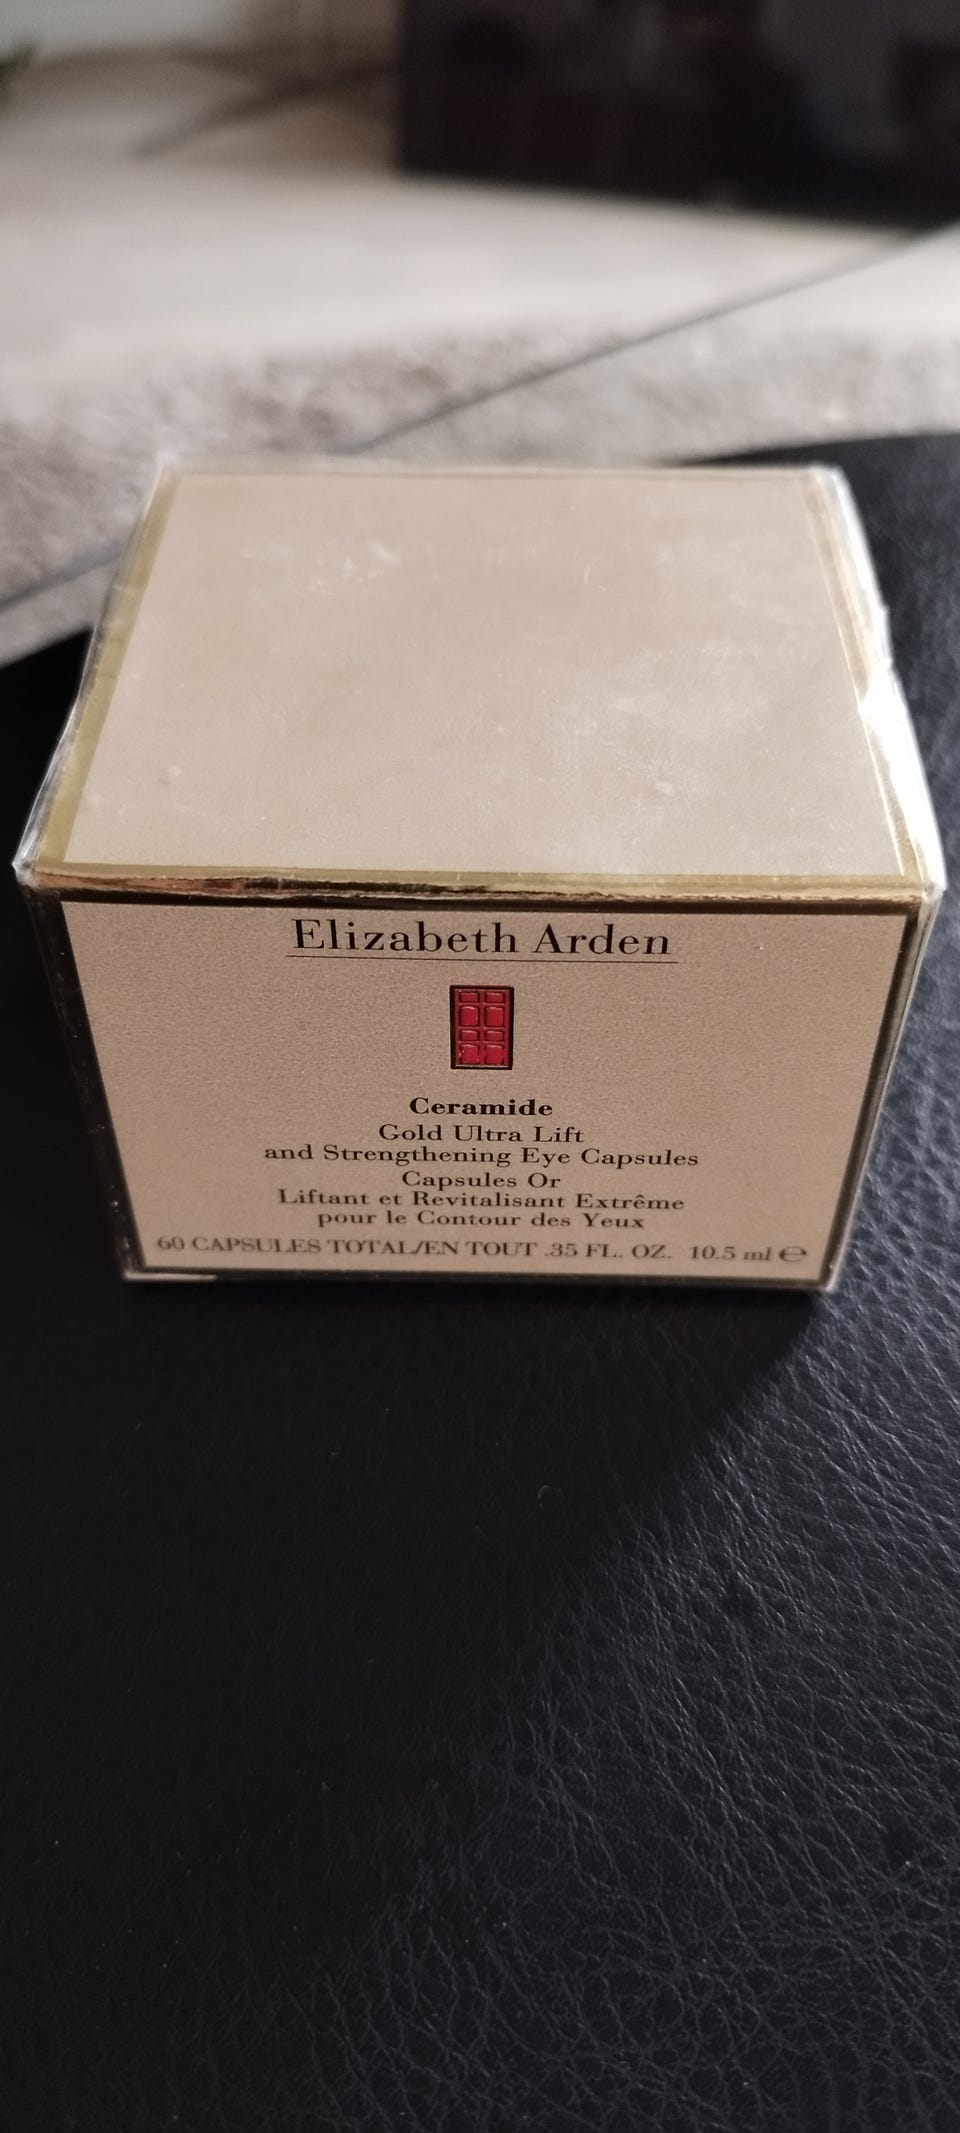 Elizabeth Arden
Ceramide
Gold Ultra Lift
and Strengthening Eye Capsules
Capsules Or
Liftant et Revitalisant Extrême
pour le Contour des Yeux
60 CAPSULES TOTAL/EN TOUT .35 FL. OZ. 10.5 ml ℮